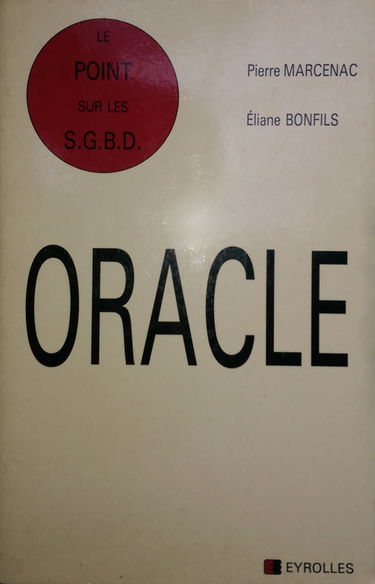 LE
POINT
SUR LES
S.G.B.D.
Pierre MARCENAC
Éliane BONFILS
ORACLE
EYROLLES